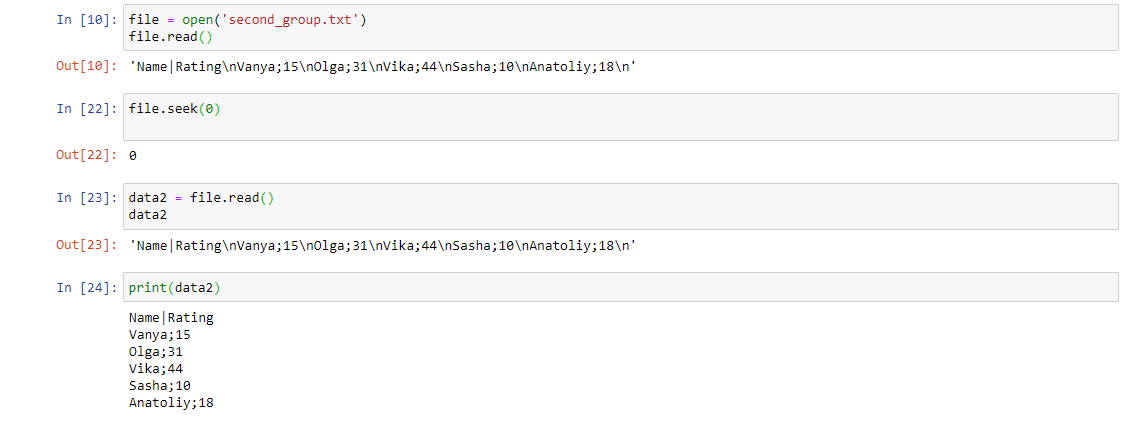 In [10]: file = open('second_group.txt')
file.read()
Out[10]: 'Name|Rating\nVanya;15\nOlga;31\nVika;44\nSasha;10\nAnatoliy;18\n'
In [22]: file.seek(0)
Out[22]: 0
In [23]: data2 = file.read()
data2
Out[23]: 'Name|Rating\nVanya;15\nOlga;31\nVika;44\nSasha;10\nAnatoliy;18\n'
In [24]: print(data2)
Name|Rating
Vanya;15
Olga;31
Vika;44
Sasha;10
Anatoliy;18